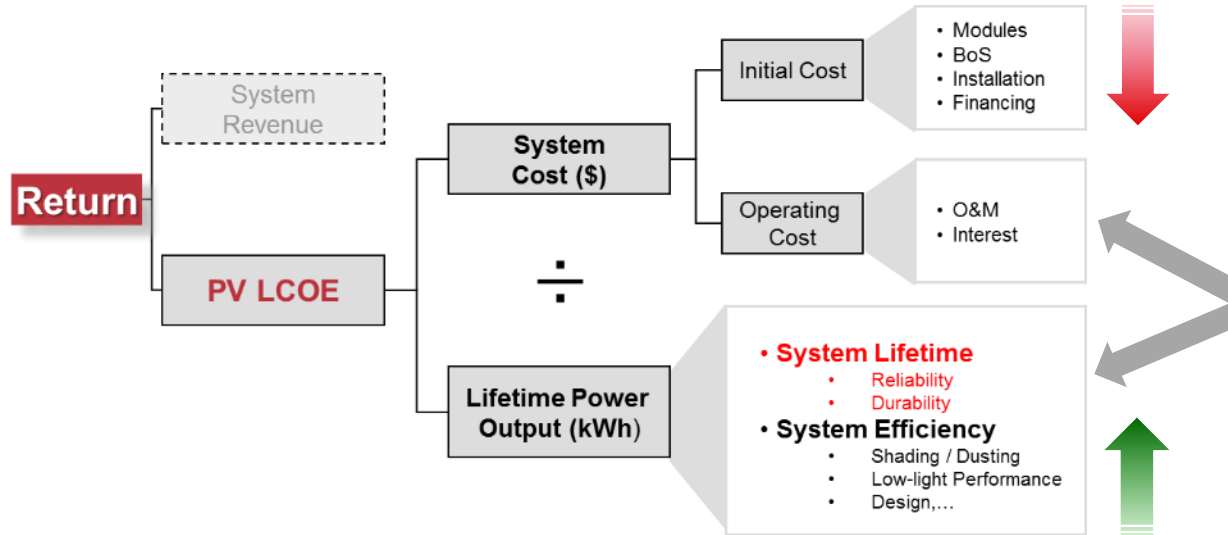 Return
System
Revenue
PV LCOE
System
Cost ($)
÷
Lifetime Power
Output (kWh)
Initial Cost
• Modules
• BoS
• Installation
• Financing
Operating
Cost
• O&M
• Interest
• System Lifetime
• Reliability
• Durability
• System Efficiency
• Shading / Dusting
• Low-light Performance
• Design,…